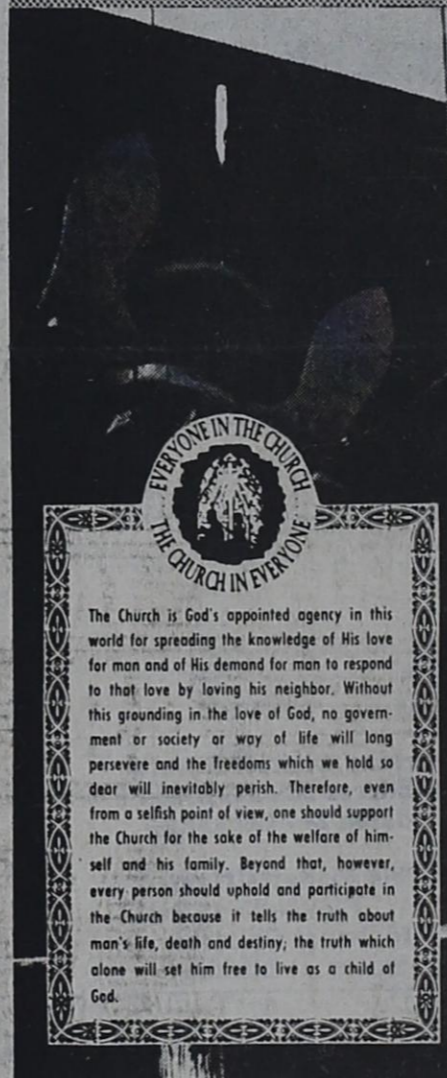 EVERYONE IN THE CHURCH
THE CHURCH IN EVERYONE
The Church is God's appointed agency in this
world for spreading the knowledge of His love
for man and of His demand for man to respond
to that love by loving his neighbor. Without
this grounding in the love of God, no govern-
ment or society or way of life will long
persevere and the freedoms which we hold so
dear will inevitably perish. Therefore, even
from a selfish point of view, one should support
the Church for the sake of the welfare of him-
self and his family. Beyond that, however,
every person should uphold and participate in
the Church because it tells the truth about
man's life, death and destiny; the truth which
alone will set him free to live as a child of
God.